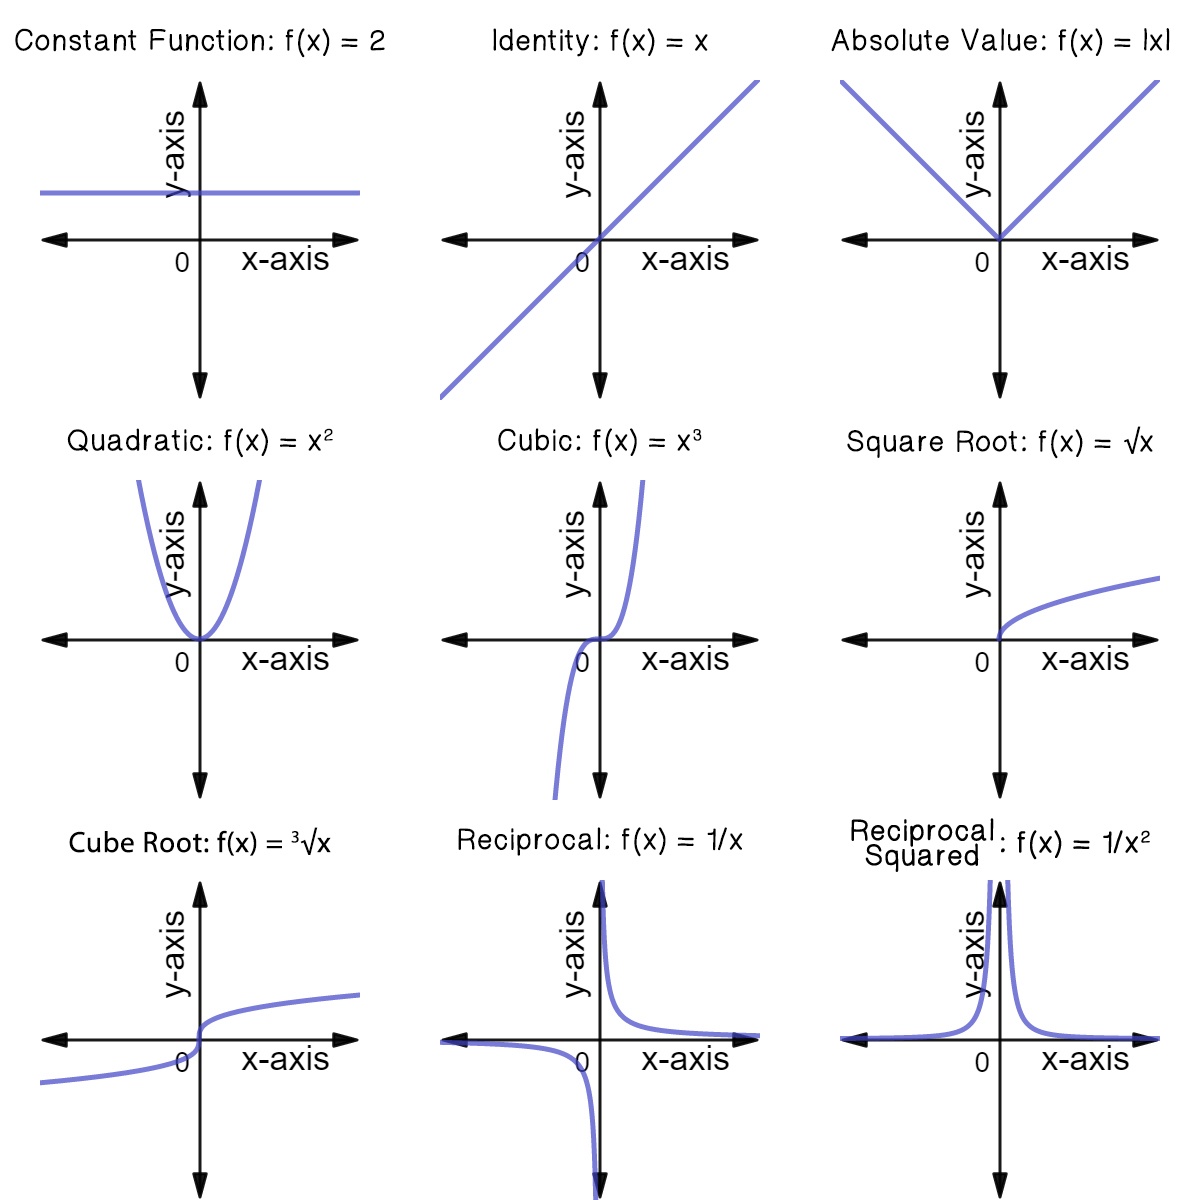 Constant Function: f(x) = 2
Identity: f(x) = x
Absolute Value: f(x) = |x|
y-axis
y-axis
y-axis
0
x-axis
0
x-axis
0
x-axis
Quadratic: f(x) = x²
Cubic: f(x) = x³
Square Root: f(x) = √x
y-axis
y-axis
y-axis
0
x-axis
0
x-axis
0
x-axis
Cube Root: f(x) = ³√x
Reciprocal: f(x) = 1/x
Reciprocal
Squared : f(x) = 1/x²
y-axis
y-axis
y-axis
0
x-axis
0
x-axis
0
x-axis